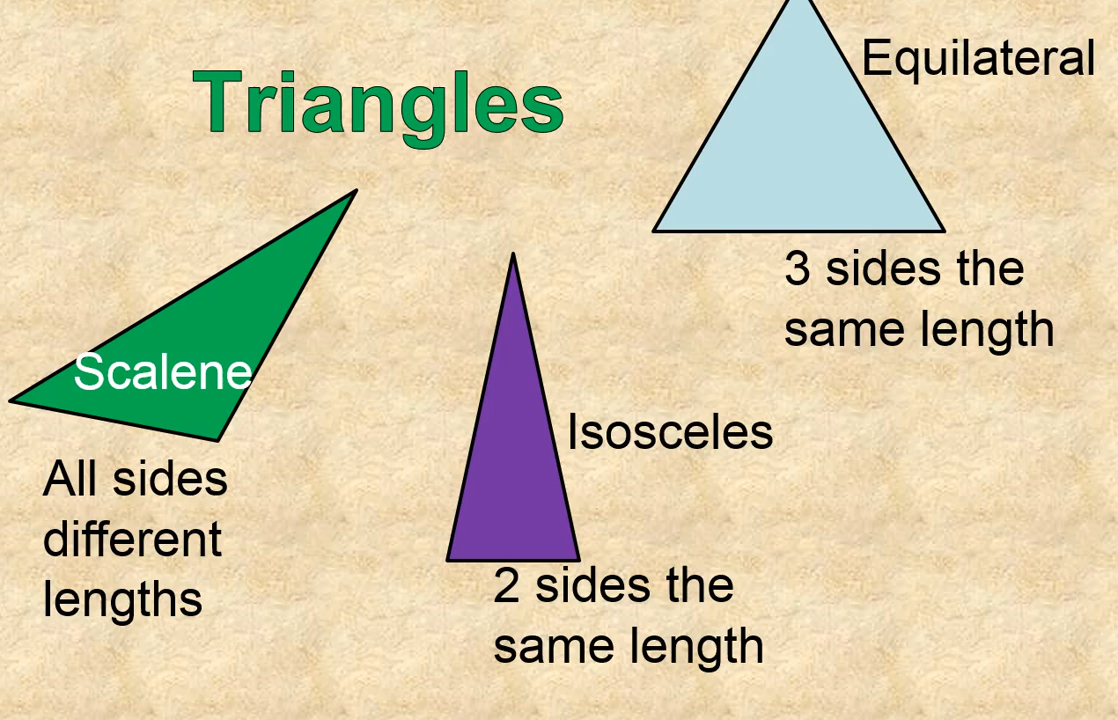 Triangles
Equilateral
3 sides the
same length
Scalene
All sides
different
lengths
Isosceles
2 sides the
same length